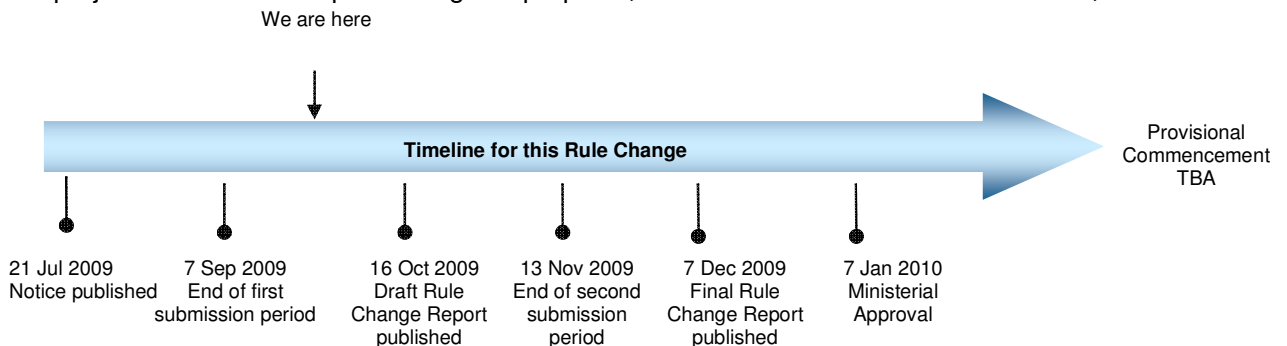 We are here
Timeline for this Rule Change
Provisional
Commencement
TBA
21 Jul 2009
Notice published
7 Sep 2009
End of first
submission period
16 Oct 2009
Draft Rule
Change Report
published
13 Nov 2009
End of second
submission
period
7 Dec 2009
Final Rule
Change Report
published
7 Jan 2010
Ministerial
Approval